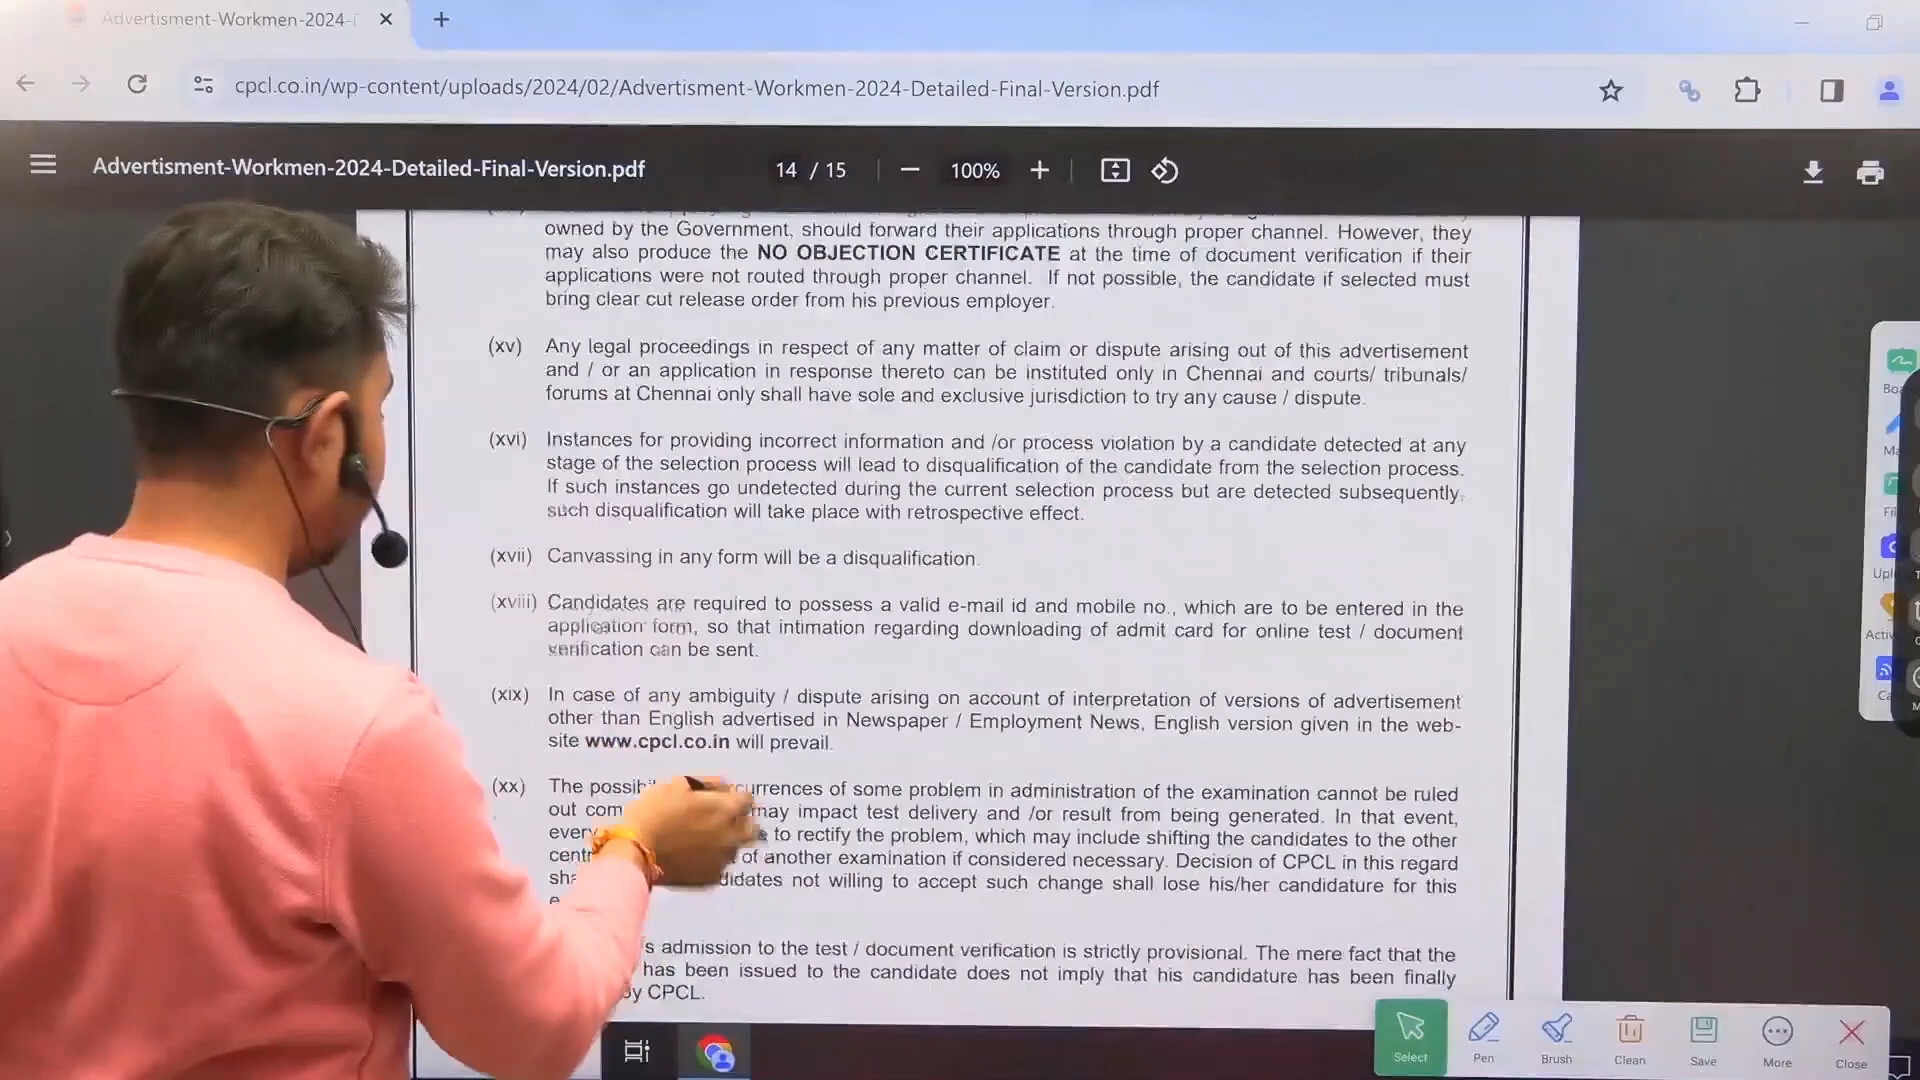 Advertisment-Workmen-2024-
cpcl.co.in/wp-content/uploads/2024/02/Advertisment-Workmen-2024-Detailed-Final-Version.pdf
Advertisment-Workmen-2024-Detailed-Final-Version.pdf
14 / 15
100%
owned by the Government, should forward their applications through proper channel. However, they
may also produce the NO OBJECTION CERTIFICATE at the time of document verification if their
applications were not routed through proper channel. If not possible, the candidate if selected must
bring clear cut release order from his previous employer.
(xv) Any legal proceedings in respect of any matter of claim or dispute arising out of this advertisement
and / or an application in response thereto can be instituted only in Chennai and courts/ tribunals/
forums at Chennai only shall have sole and exclusive jurisdiction to try any cause / dispute.
(xvi) Instances for providing incorrect information and /or process violation by a candidate detected at any
stage of the selection process will lead to disqualification of the candidate from the selection process.
If such instances go undetected during the current selection process but are detected subsequently,
such disqualification will take place with retrospective effect.
(xvii) Canvassing in any form will be a disqualification.
(xviii) Candidates are required to possess a valid e-mail id and mobile no., which are to be entered in the
application form, so that intimation regarding downloading of admit card for online test / document
verification can be sent.
(xix) In case of any ambiguity / dispute arising on account of interpretation of versions of advertisement
other than English advertised in Newspaper / Employment News, English version given in the web-
site www.cpcl.co.in will prevail.
(xx) The possibi currences of some problem in administration of the examination cannot be ruled
out com may impact test delivery and /or result from being generated. In that event,
every to rectify the problem, which may include shifting the candidates to the other
cent of another examination if considered necessary. Decision of CPCL in this regard
sha didates not willing to accept such change shall lose his/her candidature for this
e
s admission to the test / document verification is strictly provisional. The mere fact that the
has been issued to the candidate does not imply that his candidature has been finally
by CPCL.
Select
Pen
Brush
Clean
Save
More
Close